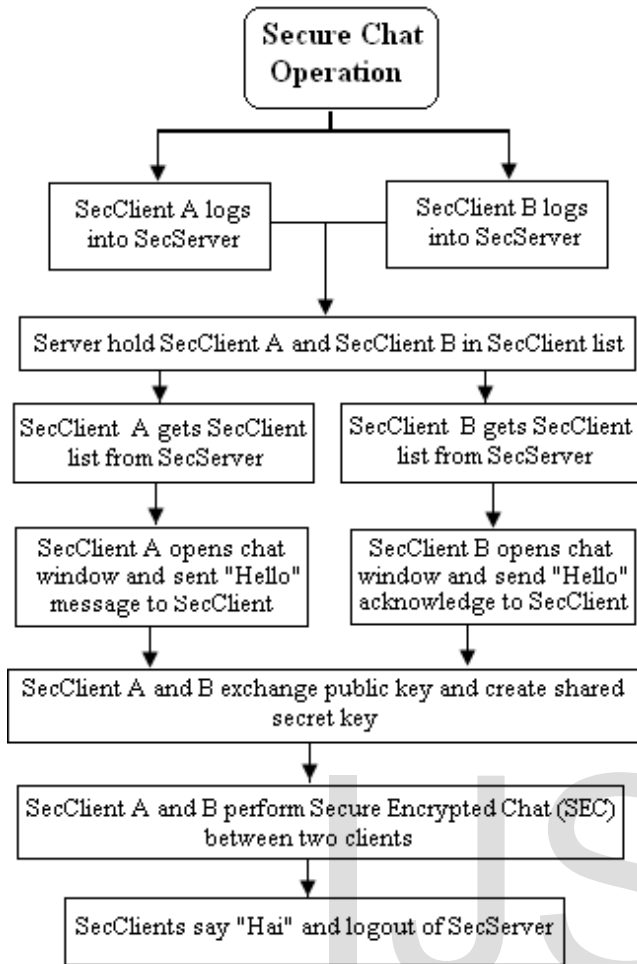 Secure Chat
Operation
SecClient A logs
into SecServer
SecClient B logs
into SecServer
Server hold SecClient A and SecClient B in SecClient list
SecClient A gets SecClient
list from SecServer
SecClient B gets SecClient
list from SecServer
SecClient A opens chat
window and sent "Hello"
message to SecClient
SecClient B opens chat
window and send "Hello"
acknowledge to SecClient
SecClient A and B exchange public key and create shared
secret key
SecClient A and B perform Secure Encrypted Chat (SEC)
between two clients
SecClients say "Hai" and logout of SecServer